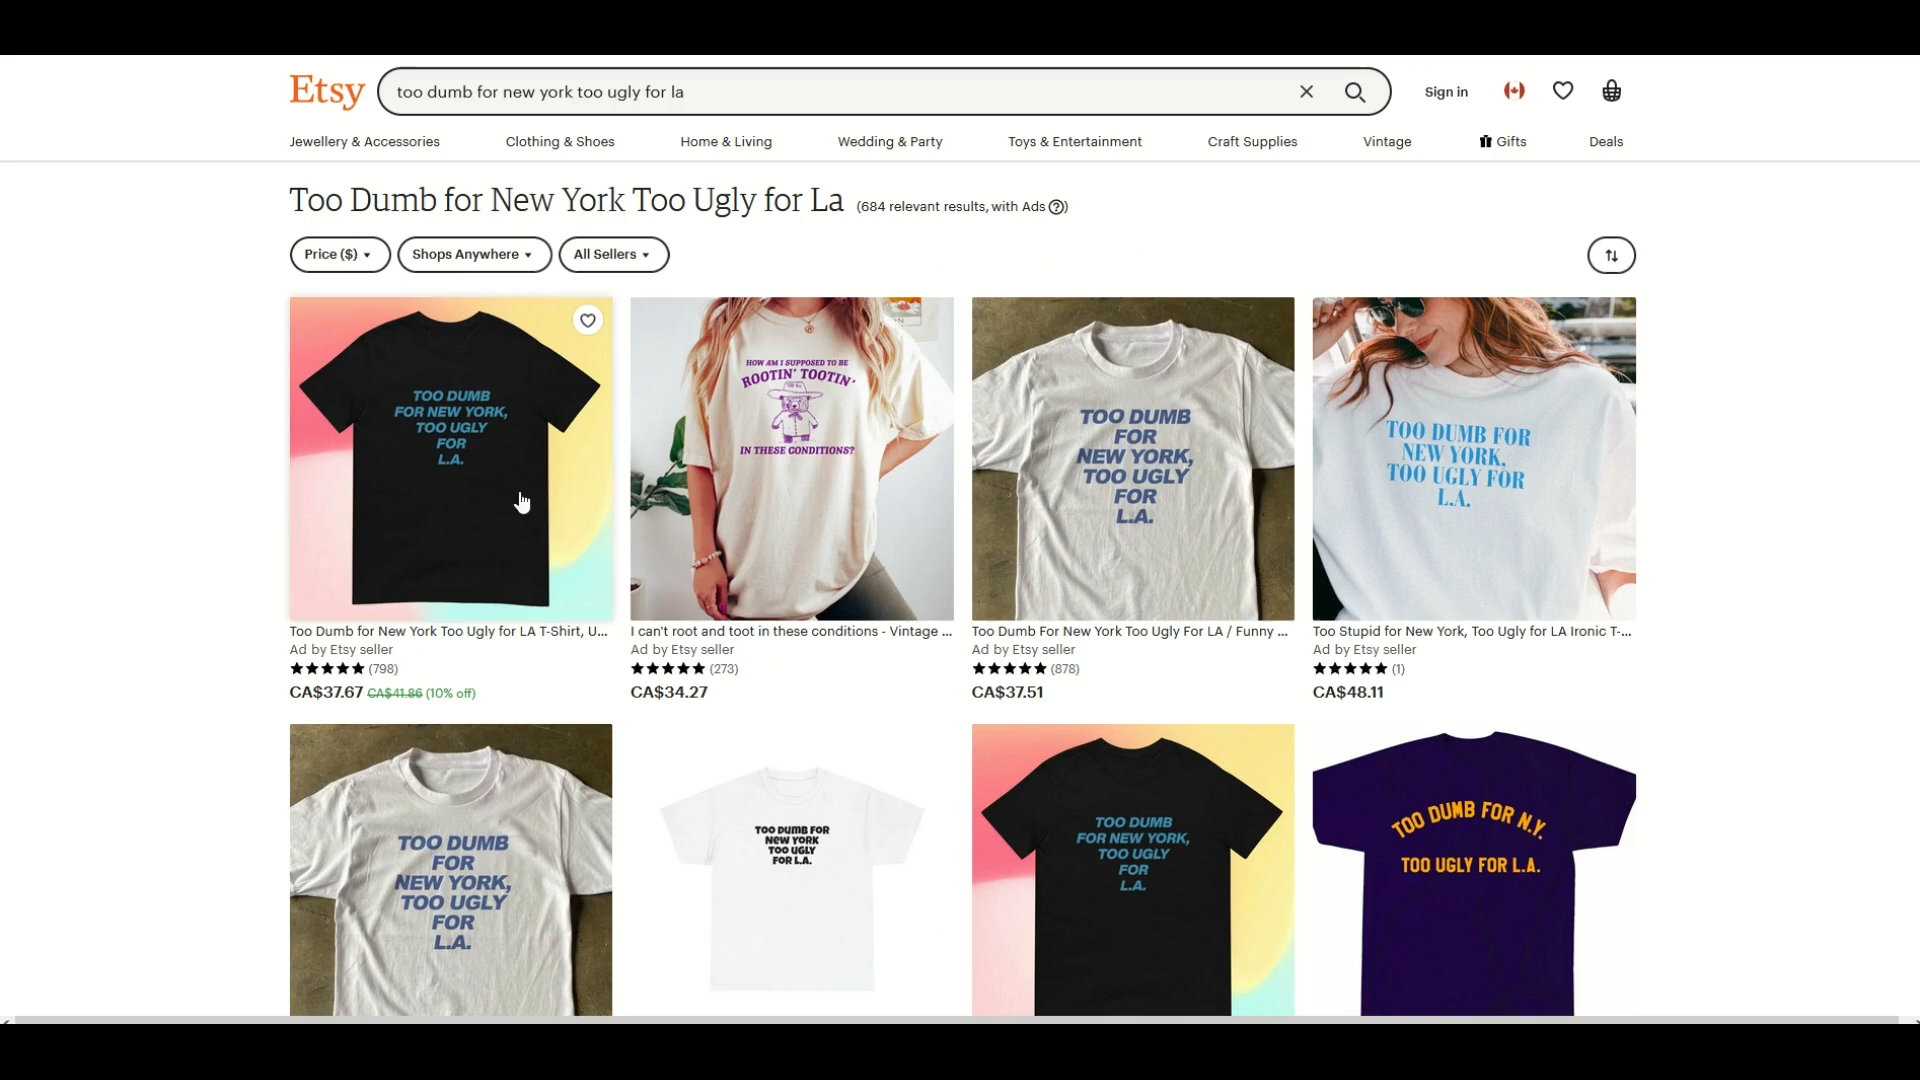 Etsy
too dumb for new york too ugly for la
Sign in
Jewellery & Accessories
Clothing & Shoes
Home & Living
Wedding & Party
Toys & Entertainment
Craft Supplies
Vintage
Gifts
Deals
Too Dumb for New York Too Ugly for La (684 relevant results, with Ads ?)
Price ($)
Shops Anywhere
All Sellers
TOO DUMB
FOR NEW YORK,
TOO UGLY
FOR
L.A.
HOW AM I SUPPOSED TO BE
ROOTIN' TOOTIN'
IN THESE CONDITIONS?
TOO DUMB
FOR
NEW YORK,
TOO UGLY
FOR
L.A.
TOO DUMB FOR
NEW YORK,
TOO UGLY FOR
L.A.
Too Dumb for New York Too Ugly for LA T-Shirt, U...
Ad by Etsy seller
(798)
CA$37.67 CA$41.86 (10% off)
I can't root and toot in these conditions - Vintage ...
Ad by Etsy seller
(273)
CA$34.27
Too Dumb For New York Too Ugly For LA / Funny ...
Ad by Etsy seller
(878)
CA$37.51
Too Stupid for New York, Too Ugly for LA Ironic T-...
Ad by Etsy seller
(1)
CA$48.11
TOO DUMB
FOR
NEW YORK,
TOO UGLY
FOR
L.A.
TOO DUMB FOR
NEW YORK
TOO UGLY
FOR L.A.
TOO DUMB
FOR NEW YORK,
TOO UGLY
FOR
L.A.
TOO DUMB FOR N.Y.
TOO UGLY FOR L.A.